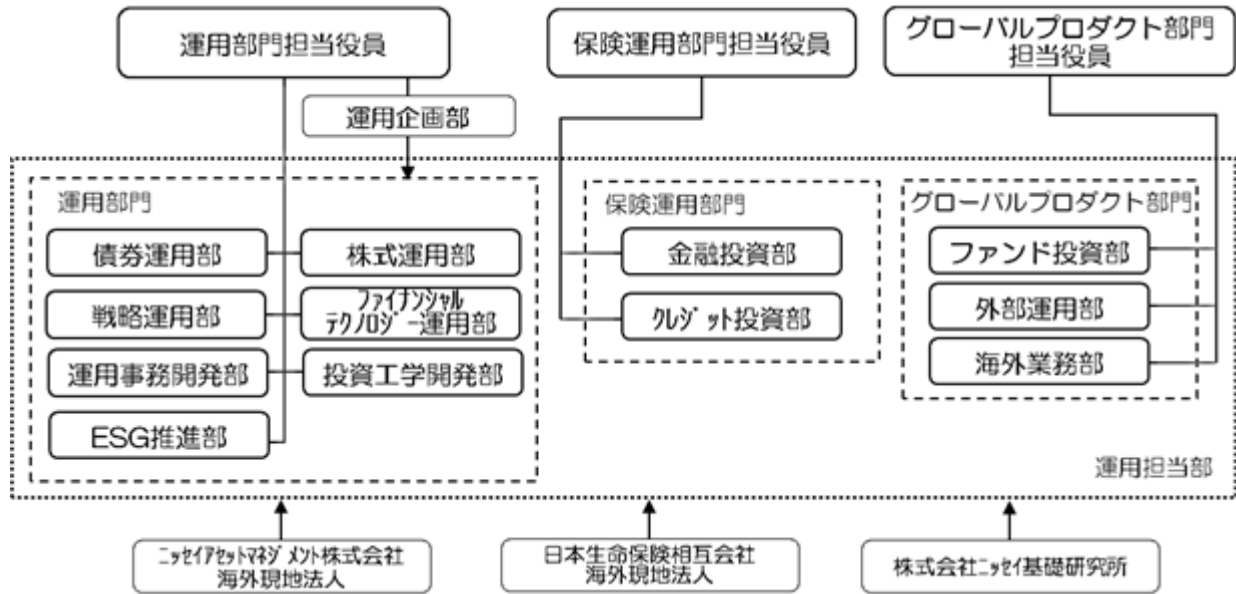 運用部門担当役員
保険運用部門担当役員
グローバルプロダクト部門
担当役員
運用企画部
運用部門
債券運用部
株式運用部
戦略運用部
ファイナンシャル
テクノロジー運用部
運用事務開発部
投資工学開発部
ESG推進部
保険運用部門
金融投資部
クレジット投資部
グローバルプロダクト部門
ファンド投資部
外部運用部
海外業務部
運用担当部
ニッセイアセットマネジメント株式会社
海外現地法人
日本生命保険相互会社
海外現地法人
株式会社ニッセイ基礎研究所